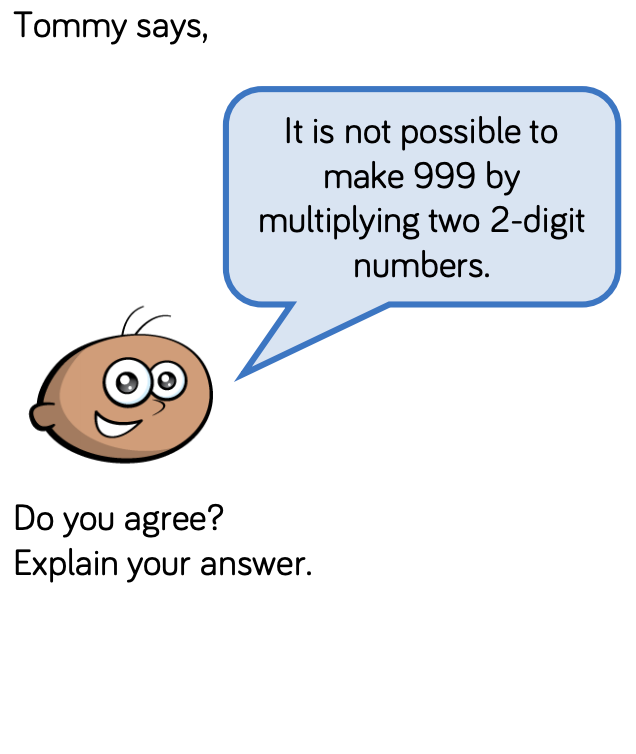 Tommy says,
It is not possible to
make 999 by
multiplying two 2-digit
numbers.
Do you agree?
Explain your answer.